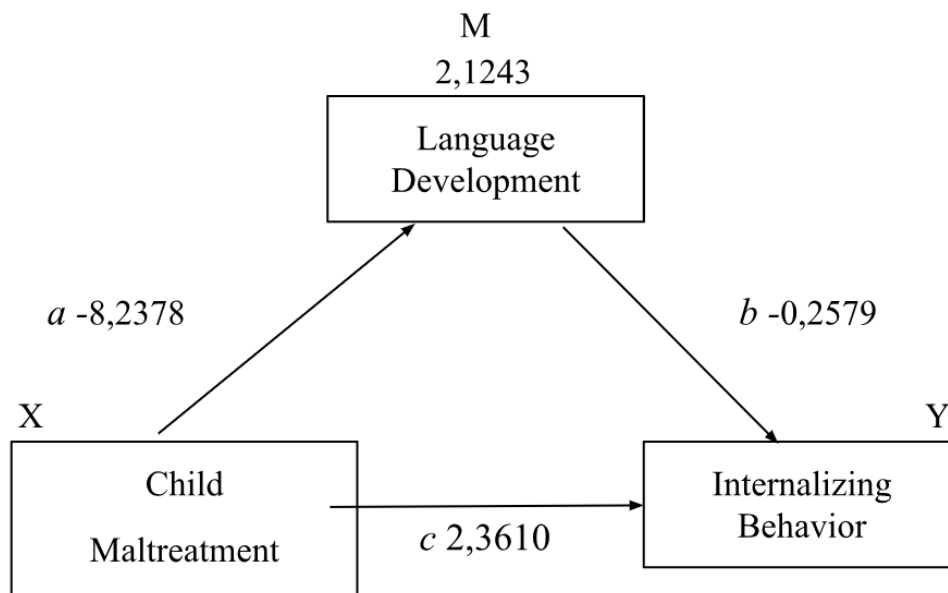 M
2,1243
Language
Development
a -8,2378
b -0,2579
X
Y
Child
Maltreatment
c 2,3610
Internalizing
Behavior